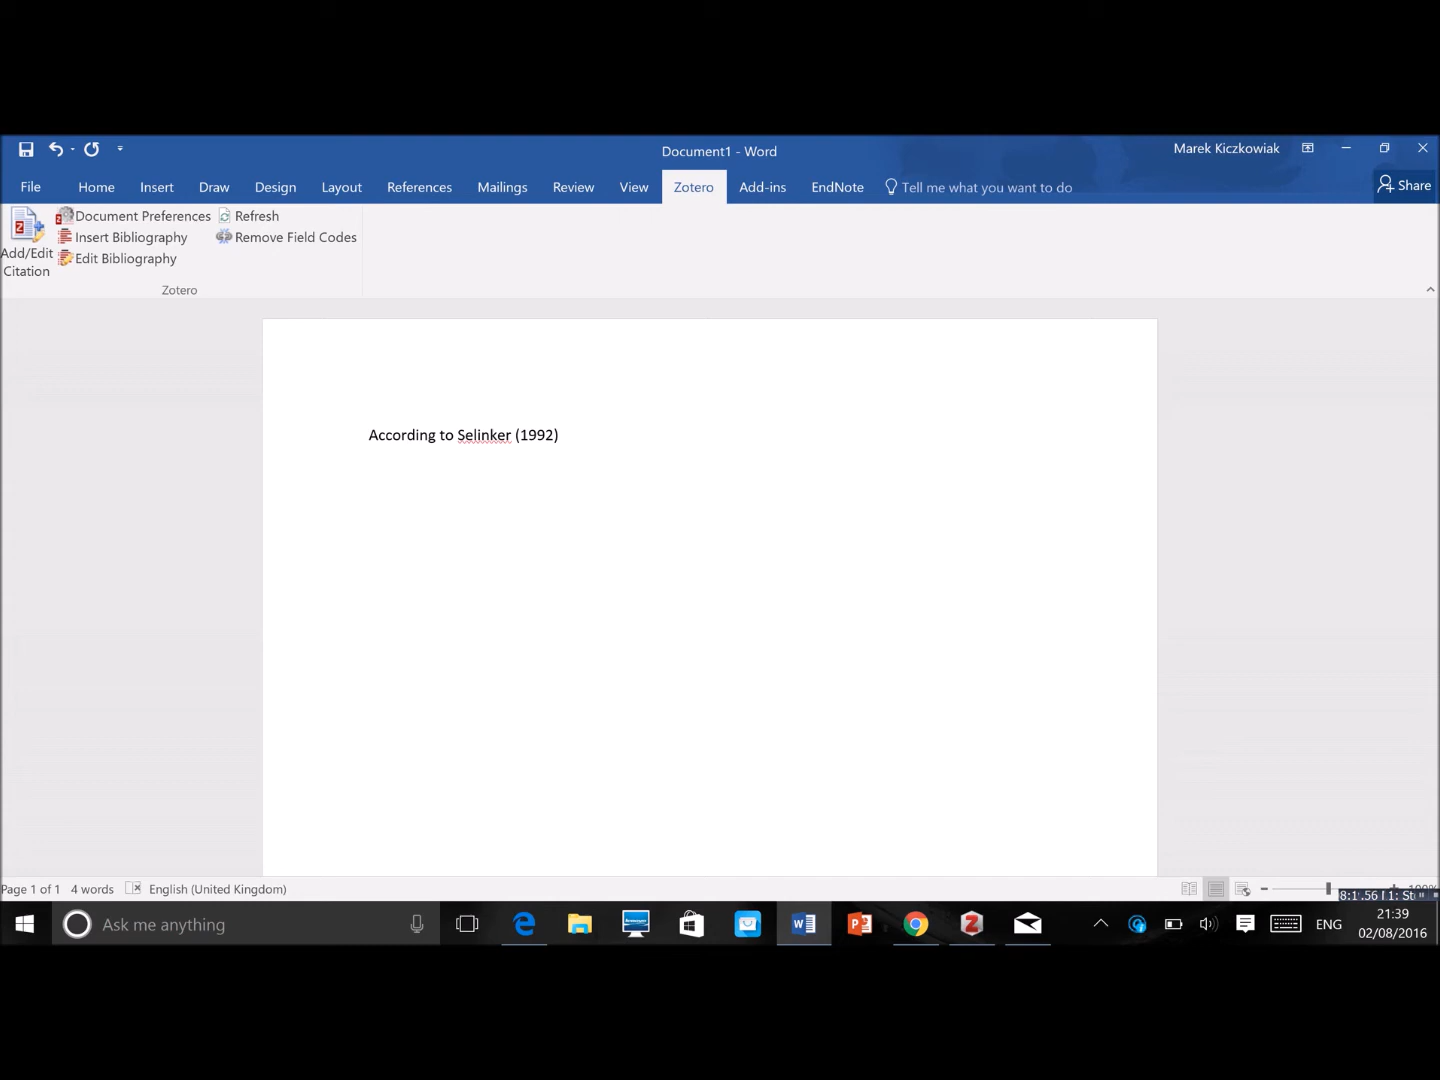 Document1 - Word
Marek Kiczkowiak
File Home Insert Draw Design Layout References Mailings Review View Zotero Add-ins EndNote Tell me what you want to do Share
Document Preferences Refresh
Insert Bibliography Remove Field Codes
Add/Edit Citation
Edit Bibliography
Zotero
According to Selinker (1992)
Page 1 of 1 4 words English (United Kingdom)
Ask me anything
ENG
21:39
02/08/2016